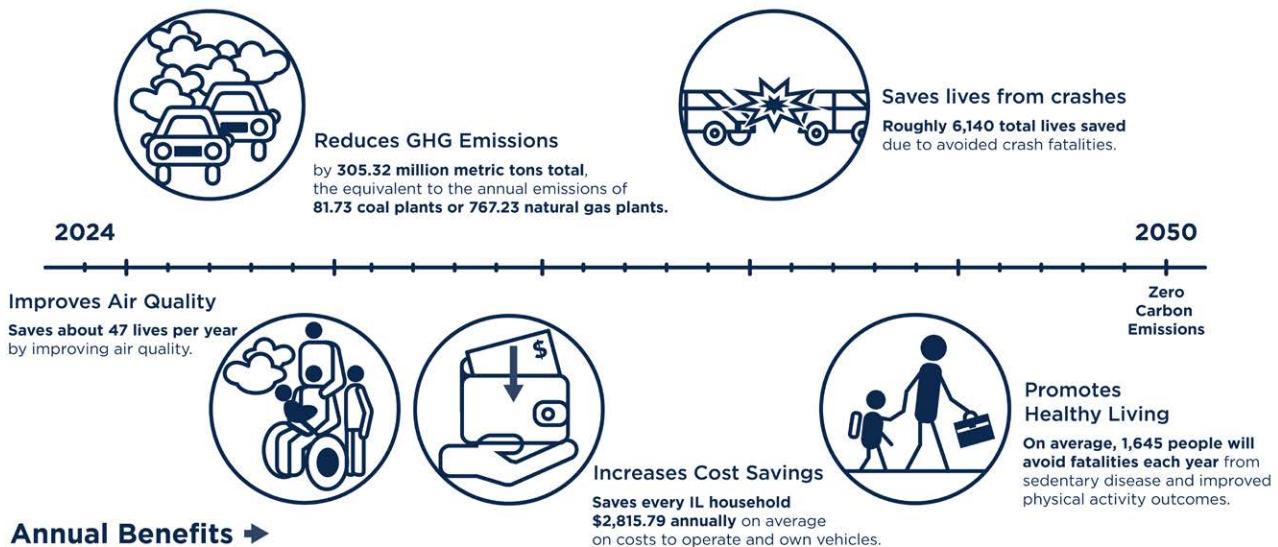 Reduces GHG Emissions
by 305.32 million metric tons total,
the equivalent to the annual emissions of
81.73 coal plants or 767.23 natural gas plants.
Saves lives from crashes
Roughly 6,140 total lives saved
due to avoided crash fatalities.
2024
2050
Zero
Carbon
Emissions
Improves Air Quality
Saves about 47 lives per year
by improving air quality.
$
Increases Cost Savings
Saves every IL household
$2,815.79 annually on average
on costs to operate and own vehicles.
Promotes
Healthy Living
On average, 1,645 people will
avoid fatalities each year from
sedentary disease and improved
physical activity outcomes.
Annual Benefits